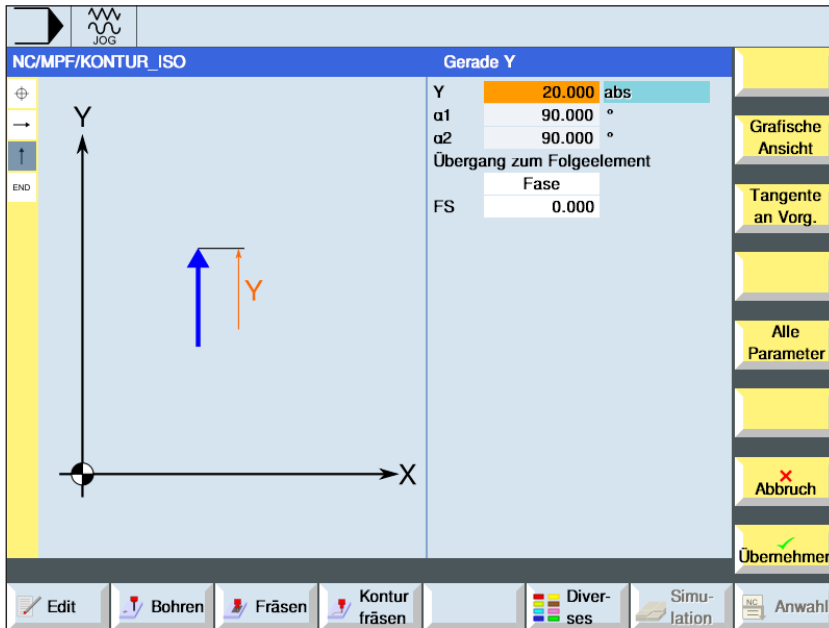 JOG
NC/MPF/KONTUR_ISO
Gerade Y
END
Y
X
Y
Y 20.000 abs
α1 90.000 °
α2 90.000 °
Übergang zum Folgeelement
Fase
FS 0.000
Grafische
Ansicht
Tangente
an Vorg.
Alle
Parameter
Abbruch
Übernehmen
Edit
Bohren
Fräsen
Kontur
fräsen
Diver-
ses
Simu-
lation
NC
Anwahl